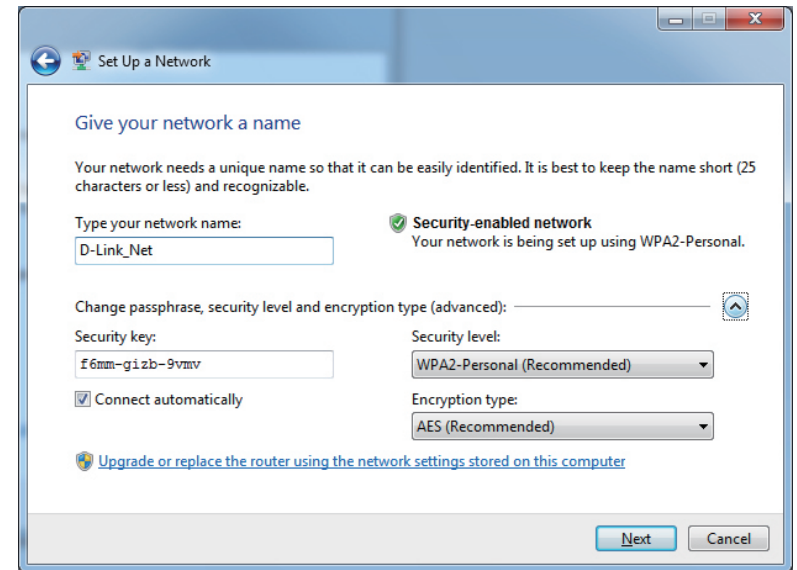 Set Up a Network
Give your network a name
Your network needs a unique name so that it can be easily identified. It is best to keep the name short (25
characters or less) and recognizable.
Type your network name:
D-Link_Net
Security-enabled network
Your network is being set up using WPA2-Personal.
Change passphrase, security level and encryption type (advanced):
Security key:
f6mm-gizb-9vmv
Security level:
WPA2-Personal (Recommended)
Connect automatically
Encryption type:
AES (Recommended)
Upgrade or replace the router using the network settings stored on this computer
Next
Cancel